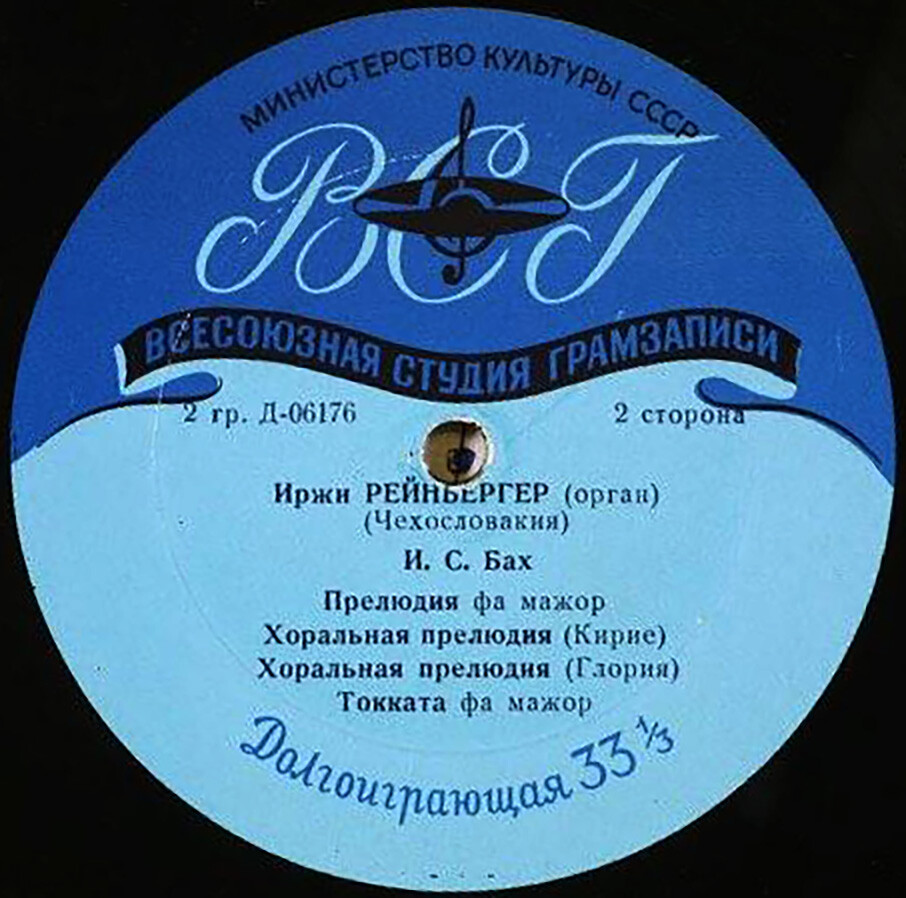 МИНИСТЕРСТВО КУЛЬТУРЫ СССР
ВСГ
ВСЕСОЮЗНАЯ СТУДИЯ ГРАМЗАПИСИ
2 гр. Д-06176 2 сторона
Иржи РЕЙНБЕРГЕР (орган)
(Чехословакия)
И. С. Бах
Прелюдия фа мажор
Хоральная прелюдия (Кирие)
Хоральная прелюдия (Глория)
Токката фа мажор
Долгоиграющая 33 1/3